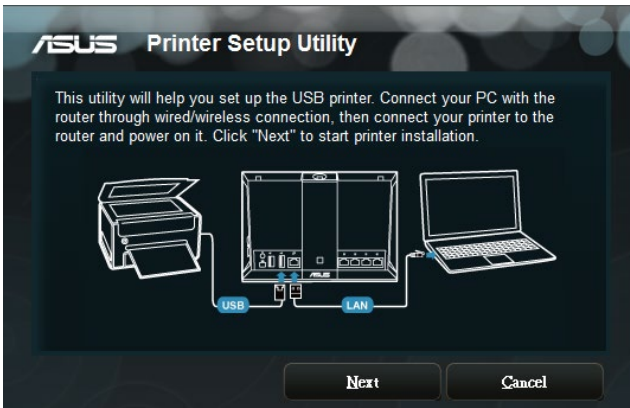 ASUS Printer Setup Utility
This utility will help you set up the USB printer. Connect your PC with the
router through wired/wireless connection, then connect your printer to the
router and power on it. Click "Next" to start printer installation.
ASUS
USB
LAN
Next
Cancel